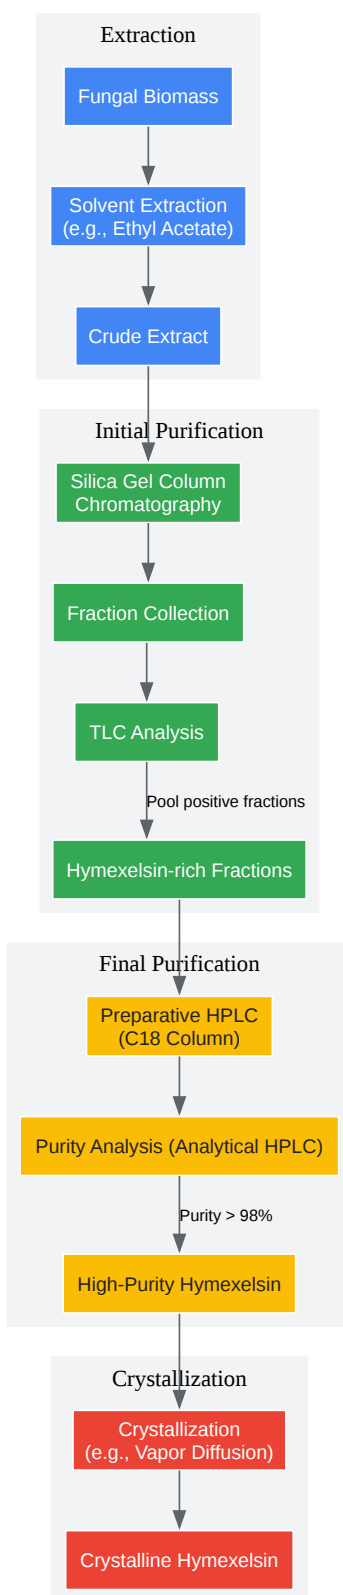 Extraction
Fungal Biomass
Solvent Extraction
(e.g., Ethyl Acetate)
Crude Extract
Initial Purification
Silica Gel Column
Chromatography
Fraction Collection
TLC Analysis
Pool positive fractions
Hymexelsin-rich Fractions
Final Purification
Preparative HPLC
(C18 Column)
Purity Analysis (Analytical HPLC)
Purity > 98%
High-Purity Hymexelsin
Crystallization
Crystallization
(e.g., Vapor Diffusion)
Crystalline Hymexelsin